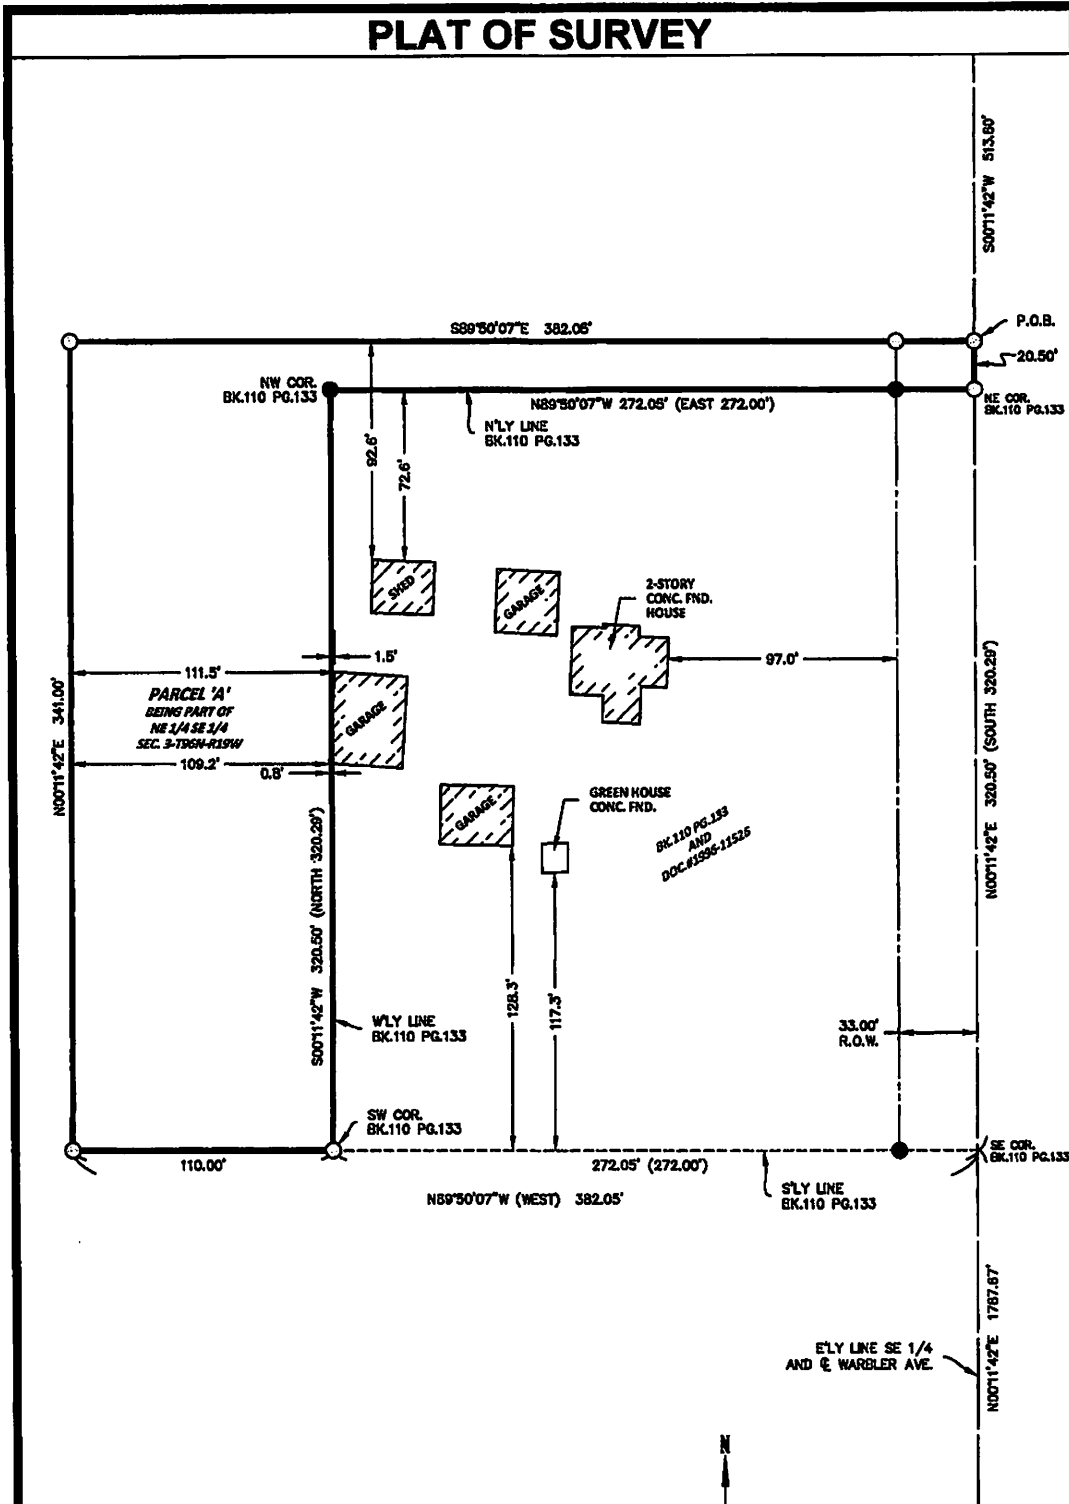 PLAT OF SURVEY
S00°11'42"W 513.60'
S89°50'07"E 382.05'
P.O.B.
20.50'
NW COR.
BK.110 PG.133
N89°50'07"W 272.05' (EAST 272.00')
NE COR.
BK.110 PG.133
N'LY LINE
BK.110 PG.133
92.6'
72.6'
SHED
GARAGE
2-STORY
CONC. FND.
HOUSE
1.5'
97.0'
111.5'
PARCEL 'A'
BEING PART OF
NE 1/4 SE 1/4
SEC. 3-T96N-R19W
109.2'
0.8'
GARAGE
N00°11'42"E 341.00'
N00°11'42"E 320.50' (SOUTH 320.29')
GARAGE
GREEN HOUSE
CONC. FND.
BK.110 PG.133
AND
DOC.#1996-11526
S00°11'42"W 320.50' (NORTH 320.29')
128.3'
117.3'
W'LY LINE
BK.110 PG.133
33.00'
R.O.W.
SW COR.
BK.110 PG.133
SE COR.
BK.110 PG.133
110.00'
272.05' (272.00')
N89°50'07"W (WEST) 382.05'
S'LY LINE
BK.110 PG.133
N00°11'42"E 1787.67'
E'LY LINE SE 1/4
AND ℄ WARBLER AVE.
N